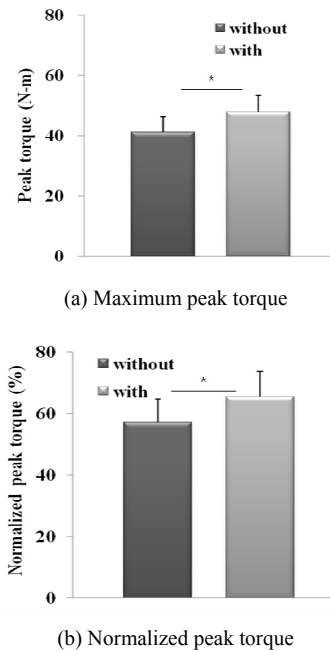 80
without
with
*
60
40
20
0
Peak torque (N-m)
(a) Maximum peak torque
80
without
with
*
60
40
20
0
Normalized peak torque (%)
(b) Normalized peak torque